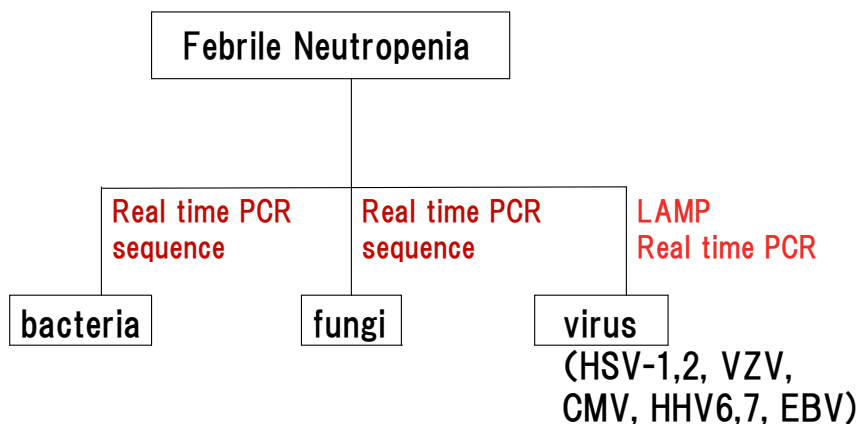 Febrile Neutropenia
Real time PCR
sequence
Real time PCR
sequence
LAMP
Real time PCR
bacteria
fungi
virus
(HSV-1,2, VZV,
CMV, HHV6,7, EBV)